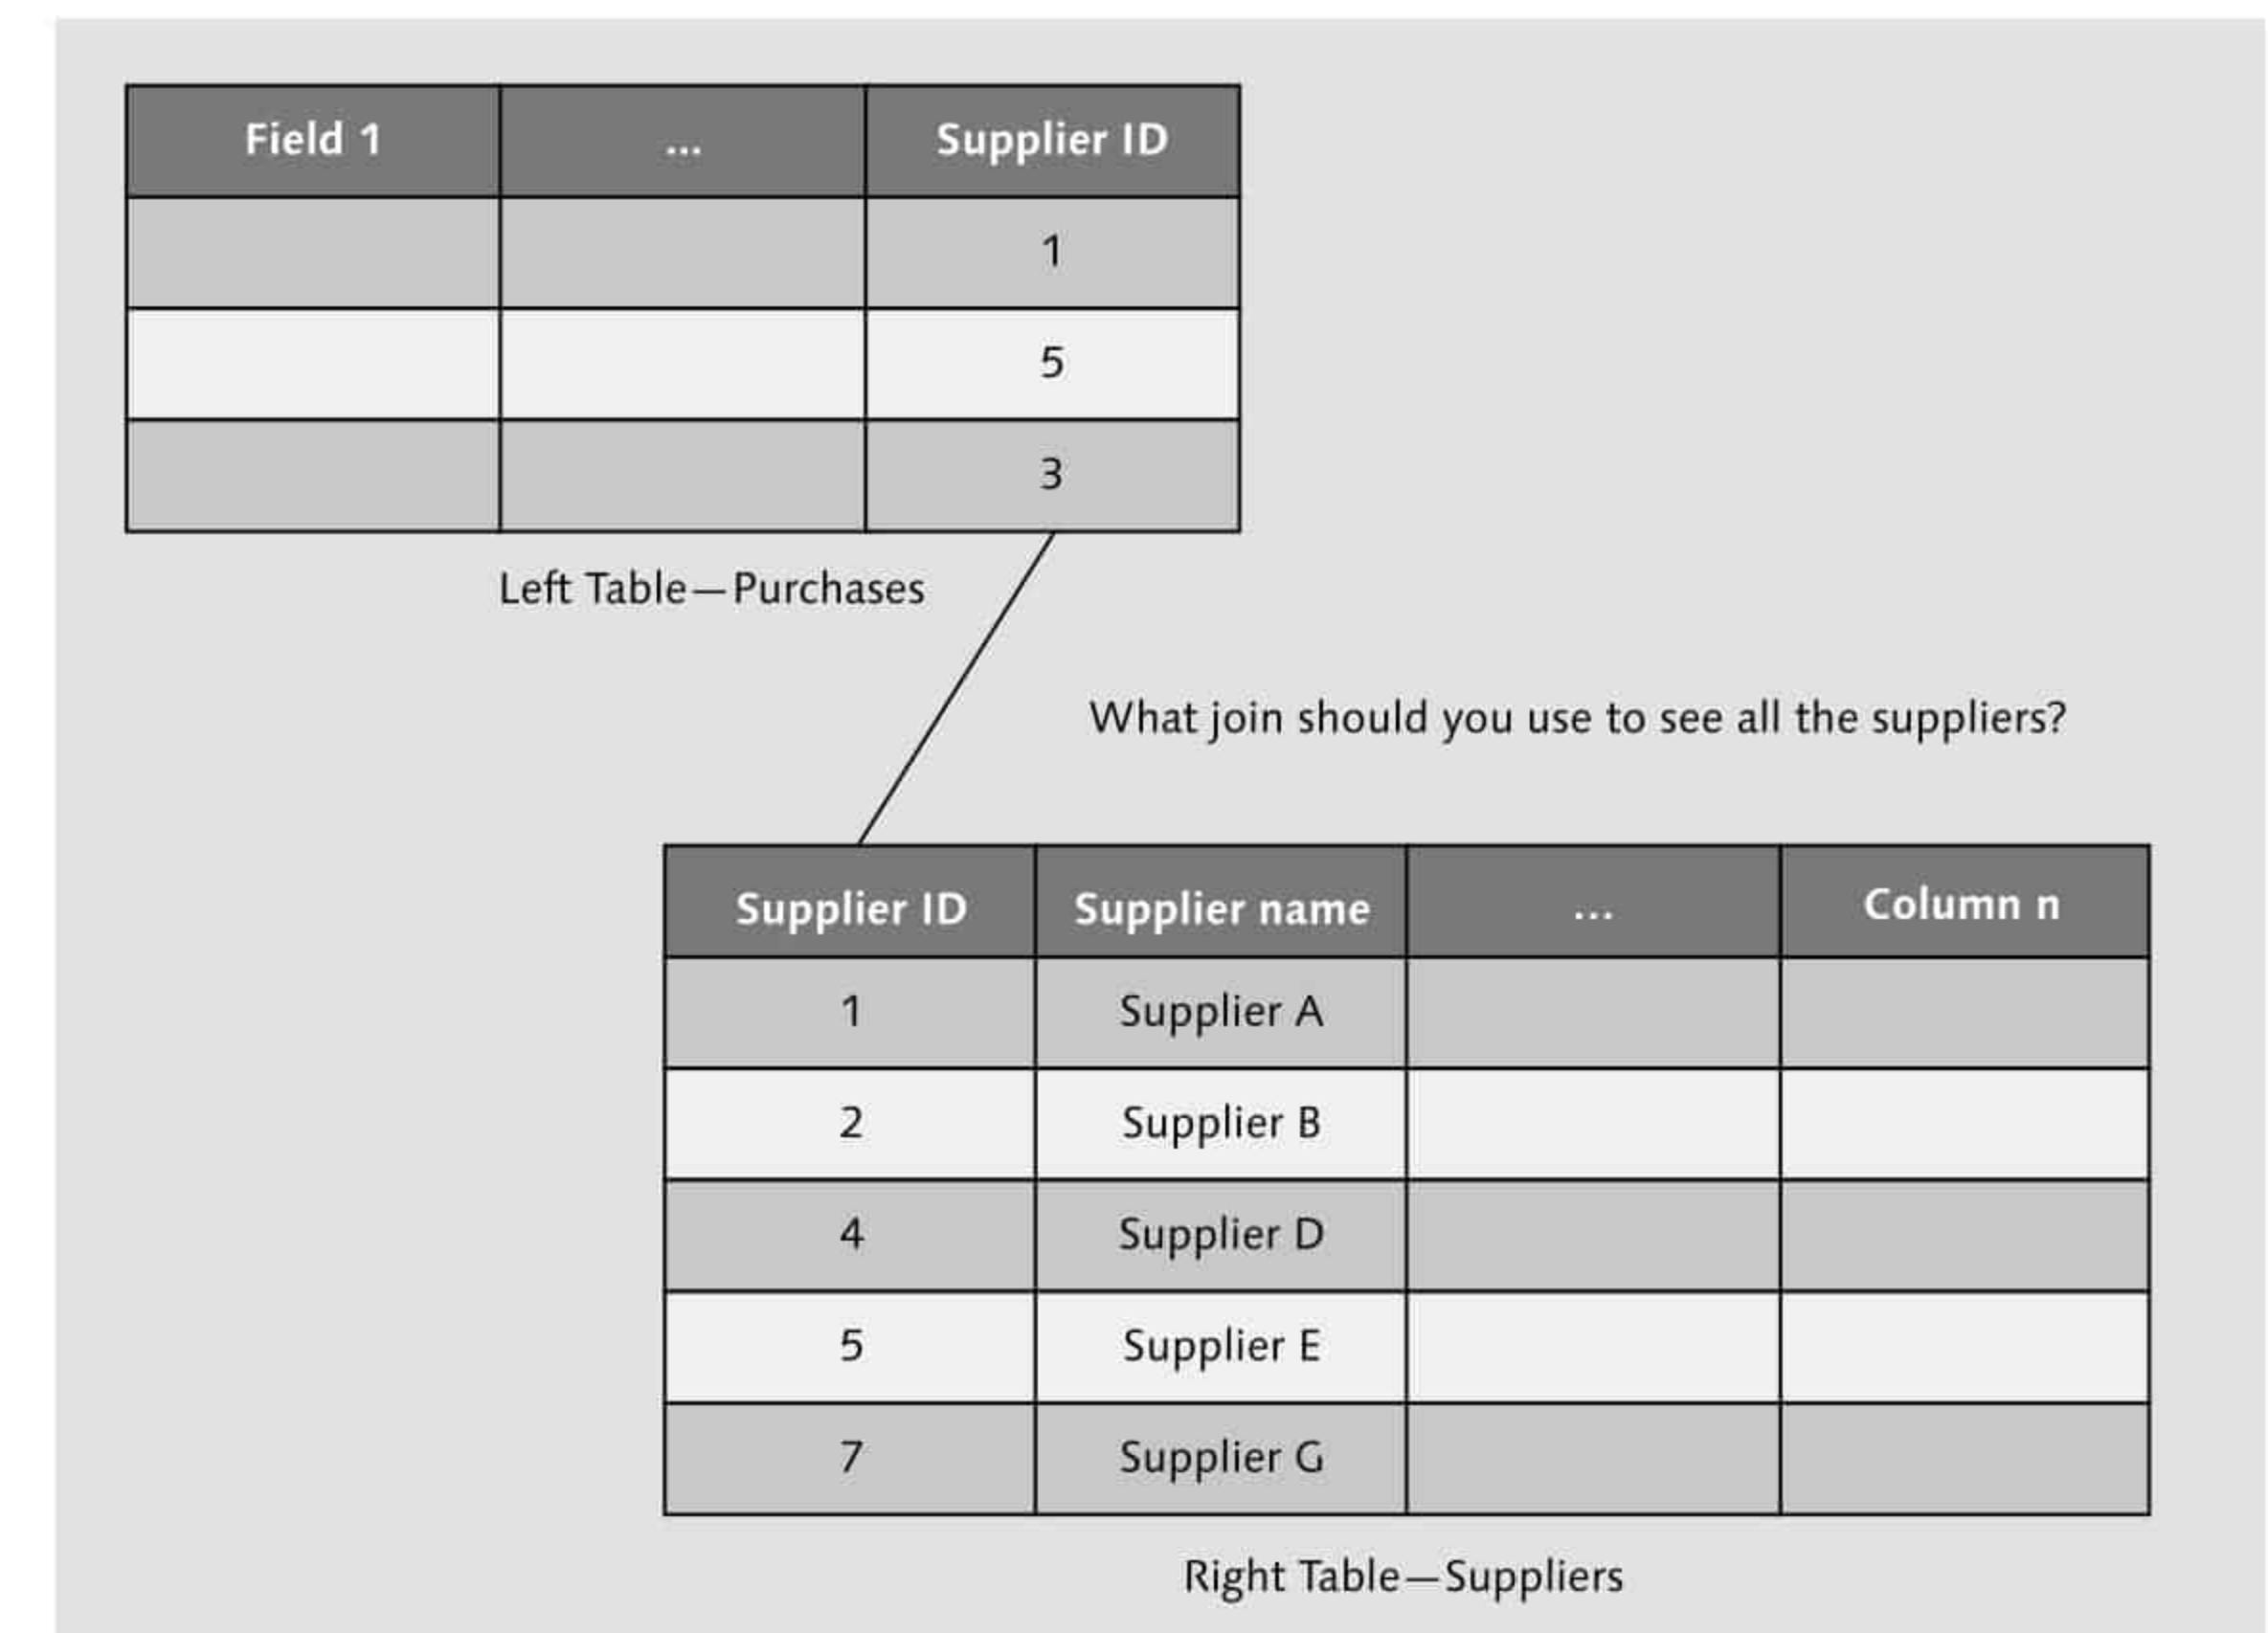 Field 1 ... Supplier ID
1
5
3
Left Table—Purchases
What join should you use to see all the suppliers?
Supplier ID Supplier name ... Column n
1 Supplier A
2 Supplier B
4 Supplier D
5 Supplier E
7 Supplier G
Right Table—Suppliers